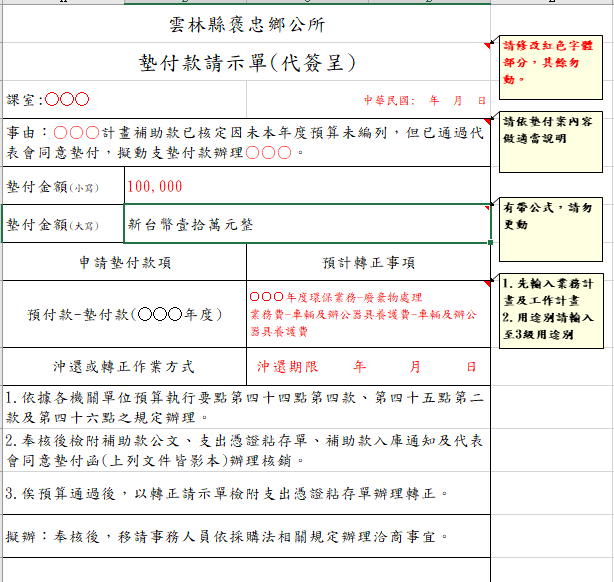 雲林縣褒忠鄉公所
墊付款請示單(代簽呈)
請修改紅色字體
部分，其餘勿
動。
課室:○○○
中華民國: 年 月 日
事由：○○○計畫補助款已核定因未本年度預算未編列，但已通過代
表會同意墊付，擬動支墊付款辦理○○○。
請依墊付案內容
做適當說明
墊付金額(小寫)
100,000
墊付金額(大寫)
新台幣壹拾萬元整
有帶公式，請勿
更動
申請墊付款項
預計轉正事項
預付款-墊付款(○○○年度)
○○○年度環保業務-廢棄物處理
業務費-車輛及辦公器具養護費-車輛及辦公
器具養護費
1.先輸入業務計
畫及工作計畫
2.用途別請輸入
至3級用途別
沖還或轉正作業方式
沖還期限 年 月 日
1.依據各機關單位預算執行要點第四十四點第四款、第四十五點第二
款及第四十六點之規定辦理。
2.奉核後檢附補助款公文、支出憑證粘存單、補助款入庫通知及代表
會同意墊付函(上列文件皆影本)辦理核銷。
3.俟預算通過後，以轉正請示單檢附支出憑證粘存單辦理轉正。
擬辦：奉核後，移請事務人員依採購法相關規定辦理洽商事宜。